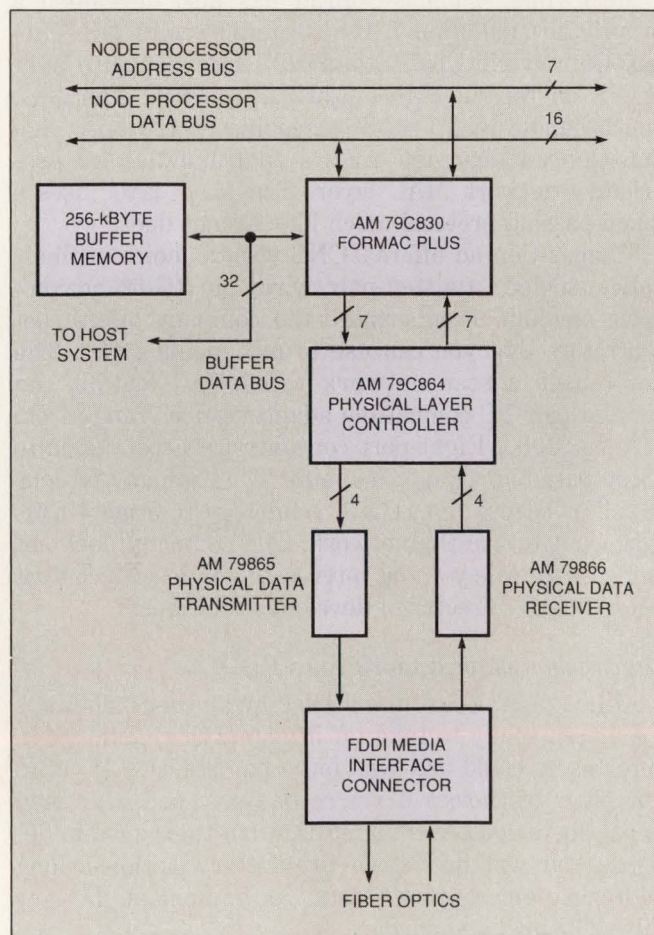 NODE PROCESSOR
ADDRESS BUS
7
NODE PROCESSOR
DATA BUS
16
256-kBYTE
BUFFER
MEMORY
AM 79C830
FORMAC PLUS
32
TO HOST
SYSTEM
BUFFER
DATA BUS
7
AM 79C864
PHYSICAL LAYER
CONTROLLER
4
4
AM 79865
PHYSICAL DATA
TRANSMITTER
AM 79866
PHYSICAL DATA
RECEIVER
FDDI MEDIA
INTERFACE
CONNECTOR
FIBER OPTICS